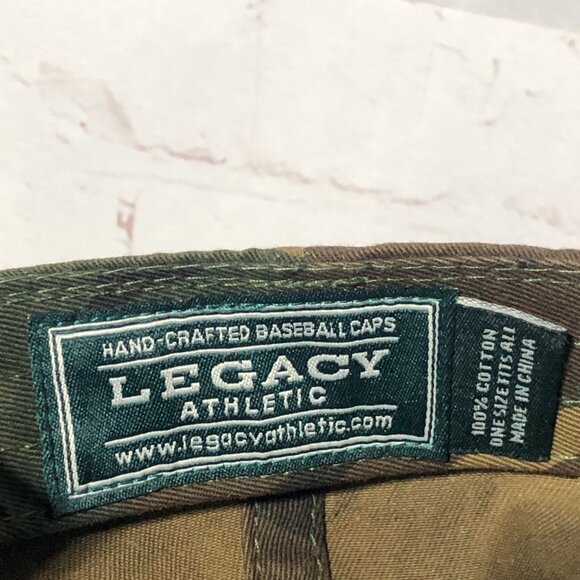 HAND-CRAFTED BASEBALL CAPS
LEGACY
ATHLETIC
www.legacyathletic.com
100% COTTON
ONE SIZE FITS ALL
MADE IN CHINA